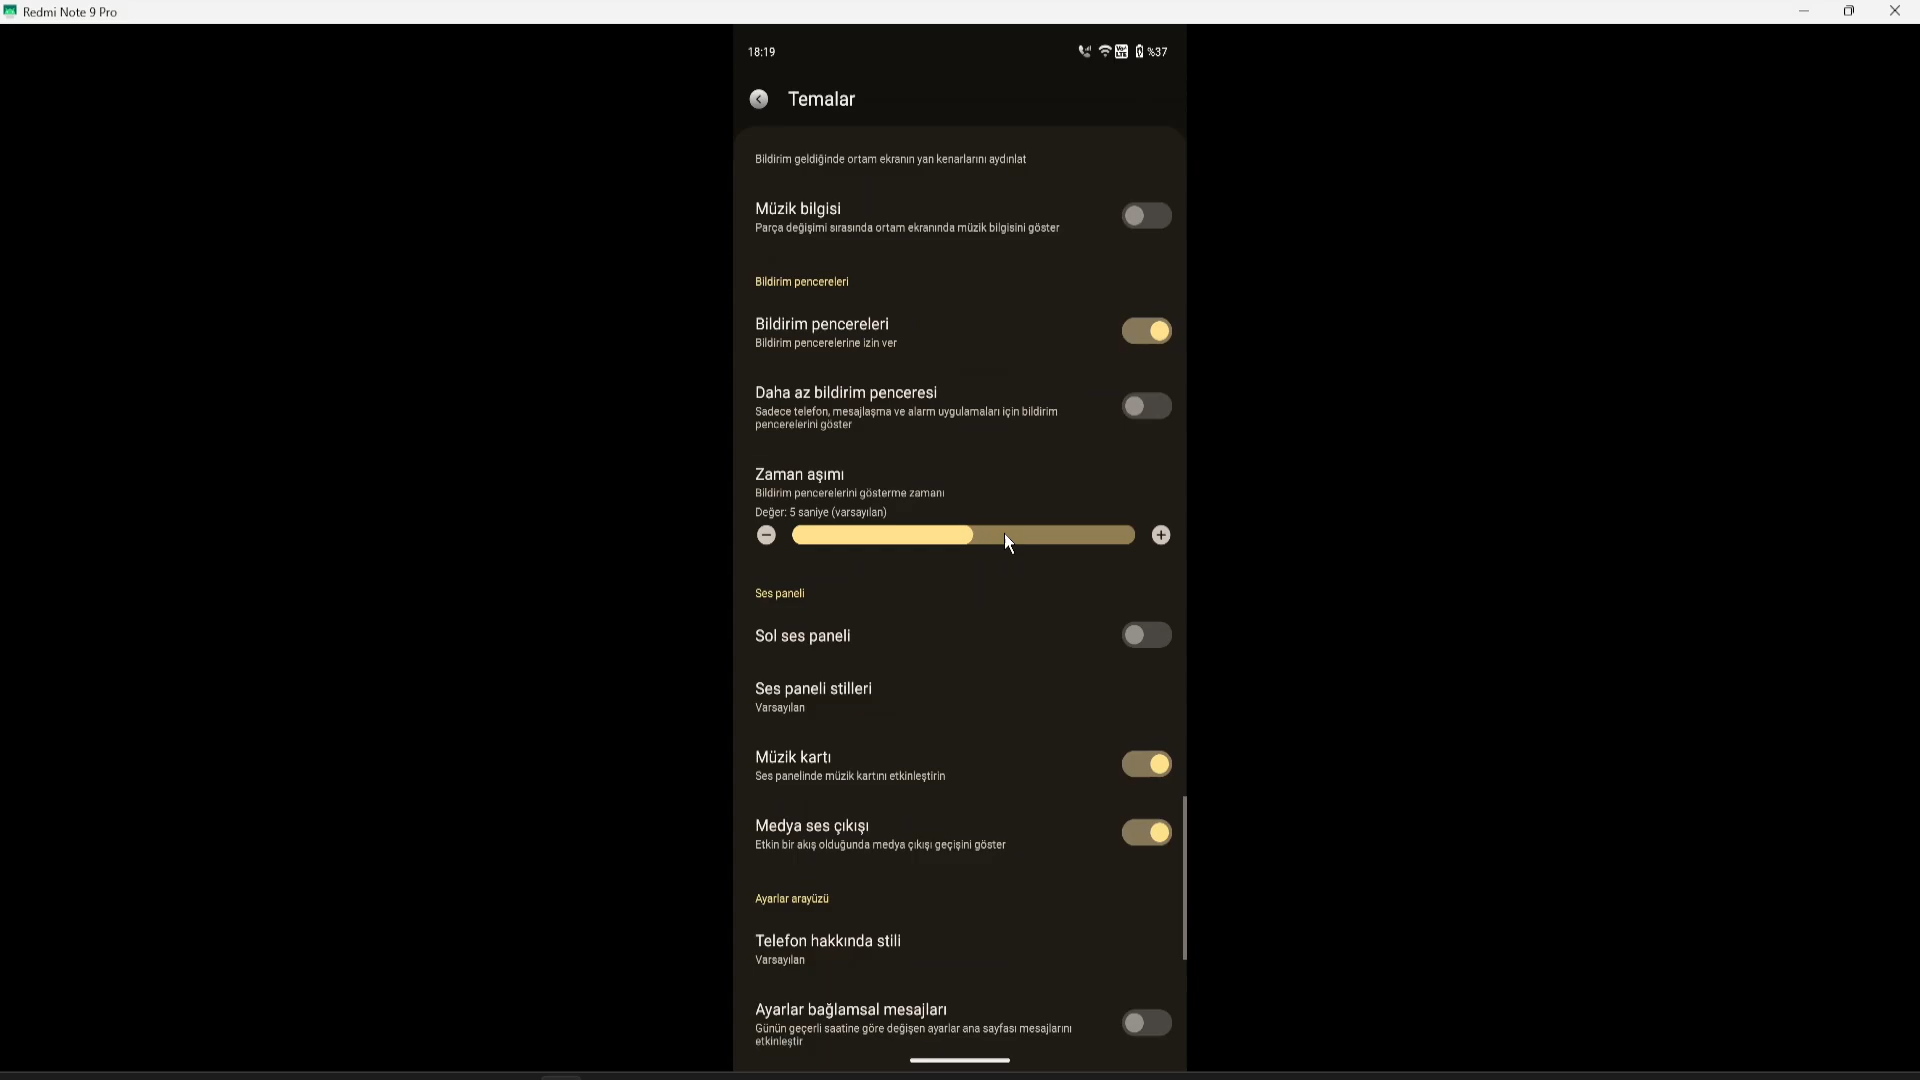 Redmi Note 9 Pro
18:19
%37
Temalar
Bildirim geldiğinde ortam ekranın yan kenarlarını aydınlat
Müzik bilgisi
Parça değişimi sırasında ortam ekranında müzik bilgisini göster
Bildirim pencereleri
Bildirim pencereleri
Bildirim pencerelerine izin ver
Daha az bildirim penceresi
Sadece telefon, mesajlaşma ve alarm uygulamaları için bildirim
pencerelerini göster
Zaman aşımı
Bildirim pencerelerini gösterme zamanı
Değer: 5 saniye (varsayılan)
Ses paneli
Sol ses paneli
Ses paneli stilleri
Varsayılan
Müzik kartı
Ses panelinde müzik kartını etkinleştirin
Medya ses çıkışı
Etkin bir akış olduğunda medya çıkışı geçişini göster
Ayarlar arayüzü
Telefon hakkında stili
Varsayılan
Ayarlar bağlamsal mesajları
Günün geçerli saatine göre değişen ayarlar ana sayfası mesajlarını
etkinleştir